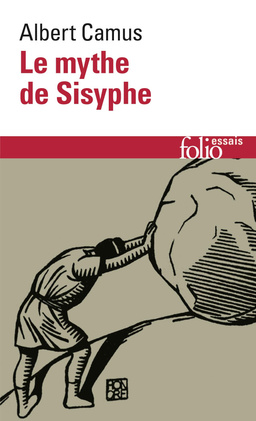 Albert Camus
Le mythe
de Sisyphe
essais
folio